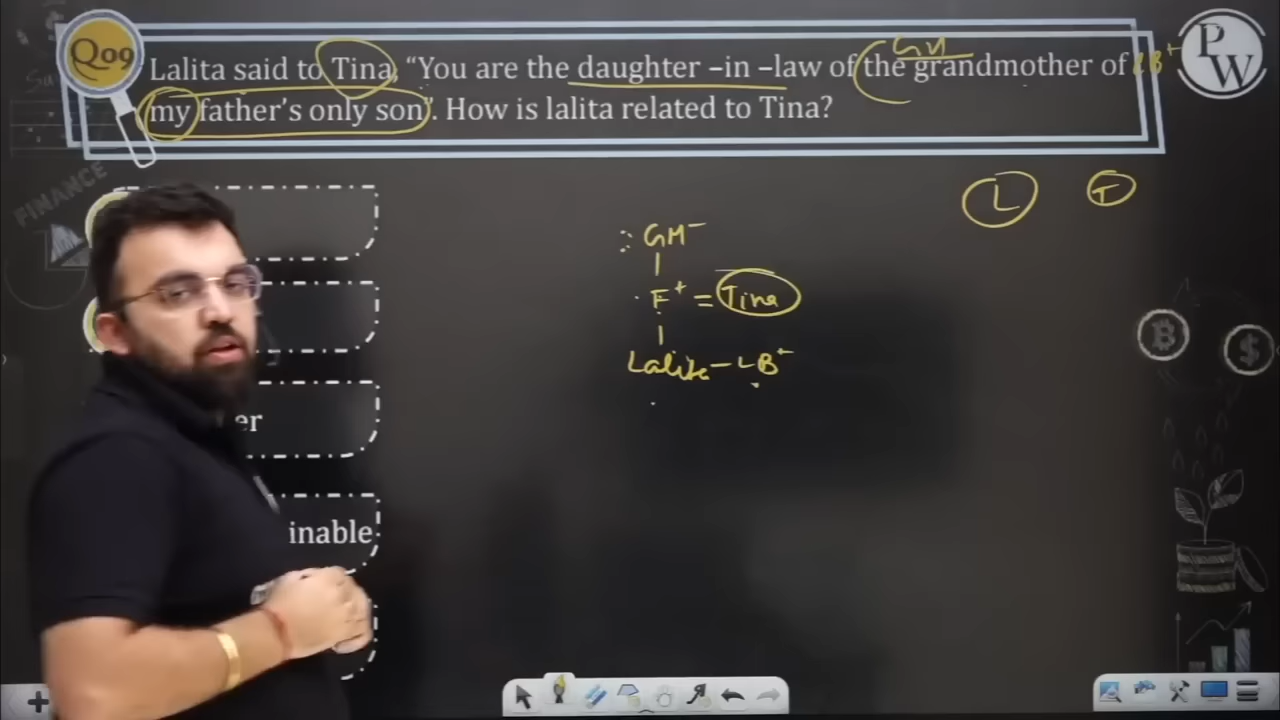 Q09
Lalita said to Tina, “You are the daughter –in –law of the grandmother of
my father's only son”. How is lalita related to Tina?
GM
LB+
P
W
FINANCE
L T
GM-
F+ = Tina
Lalita - LB+
er
inable